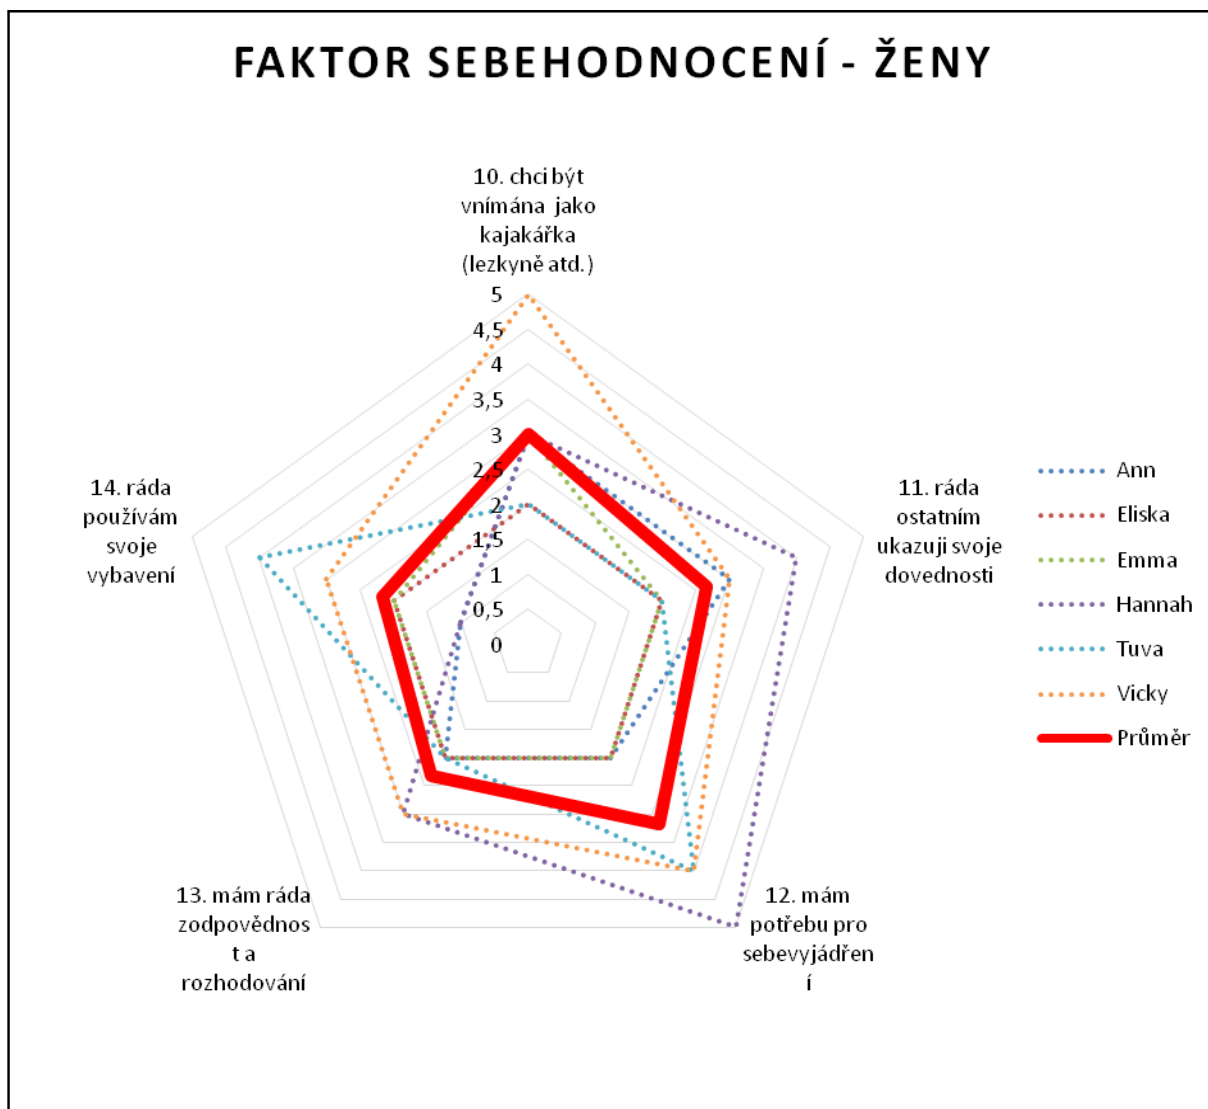 FAKTOR SEBEHODNOCENÍ - ŽENY
10. chci být
vnímána jako
kajakářka
(lezkyně atd.)
5
4,5
4
3,5
3
2,5
2
1,5
1
0,5
0
11. ráda
ostatním
ukazuji svoje
dovednosti
12. mám
potřebu pro
sebevyjádřen
í
13. mám ráda
zodpovědnos
t a
rozhodování
14. ráda
používám
svoje
vybavení
Ann
Eliska
Emma
Hannah
Tuva
Vicky
Průměr